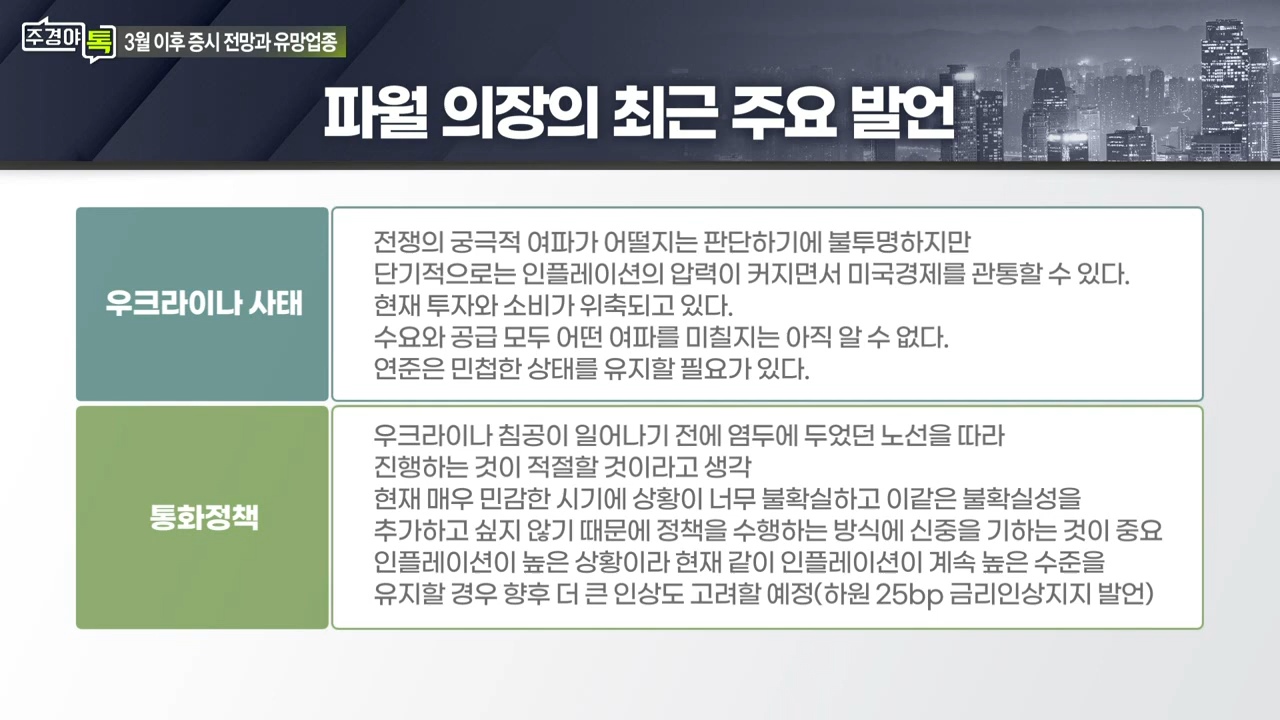 주경야톡 3월 이후 증시 전망과 유망업종
파월 의장의 최근 주요 발언
우크라이나 사태
전쟁의 궁극적 여파가 어떨지는 판단하기에 불투명하지만
단기적으로는 인플레이션의 압력이 커지면서 미국경제를 관통할 수 있다.
현재 투자와 소비가 위축되고 있다.
수요와 공급 모두 어떤 여파를 미칠지는 아직 알 수 없다.
연준은 민첩한 상태를 유지할 필요가 있다.
통화정책
우크라이나 침공이 일어나기 전에 염두에 두었던 노선을 따라
진행하는 것이 적절할 것이라고 생각
현재 매우 민감한 시기에 상황이 너무 불확실하고 이같은 불확실성을
추가하고 싶지 않기 때문에 정책을 수행하는 방식에 신중을 기하는 것이 중요
인플레이션이 높은 상황이라 현재 같이 인플레이션이 계속 높은 수준을
유지할 경우 향후 더 큰 인상도 고려할 예정(하원 25bp 금리인상지지 발언)